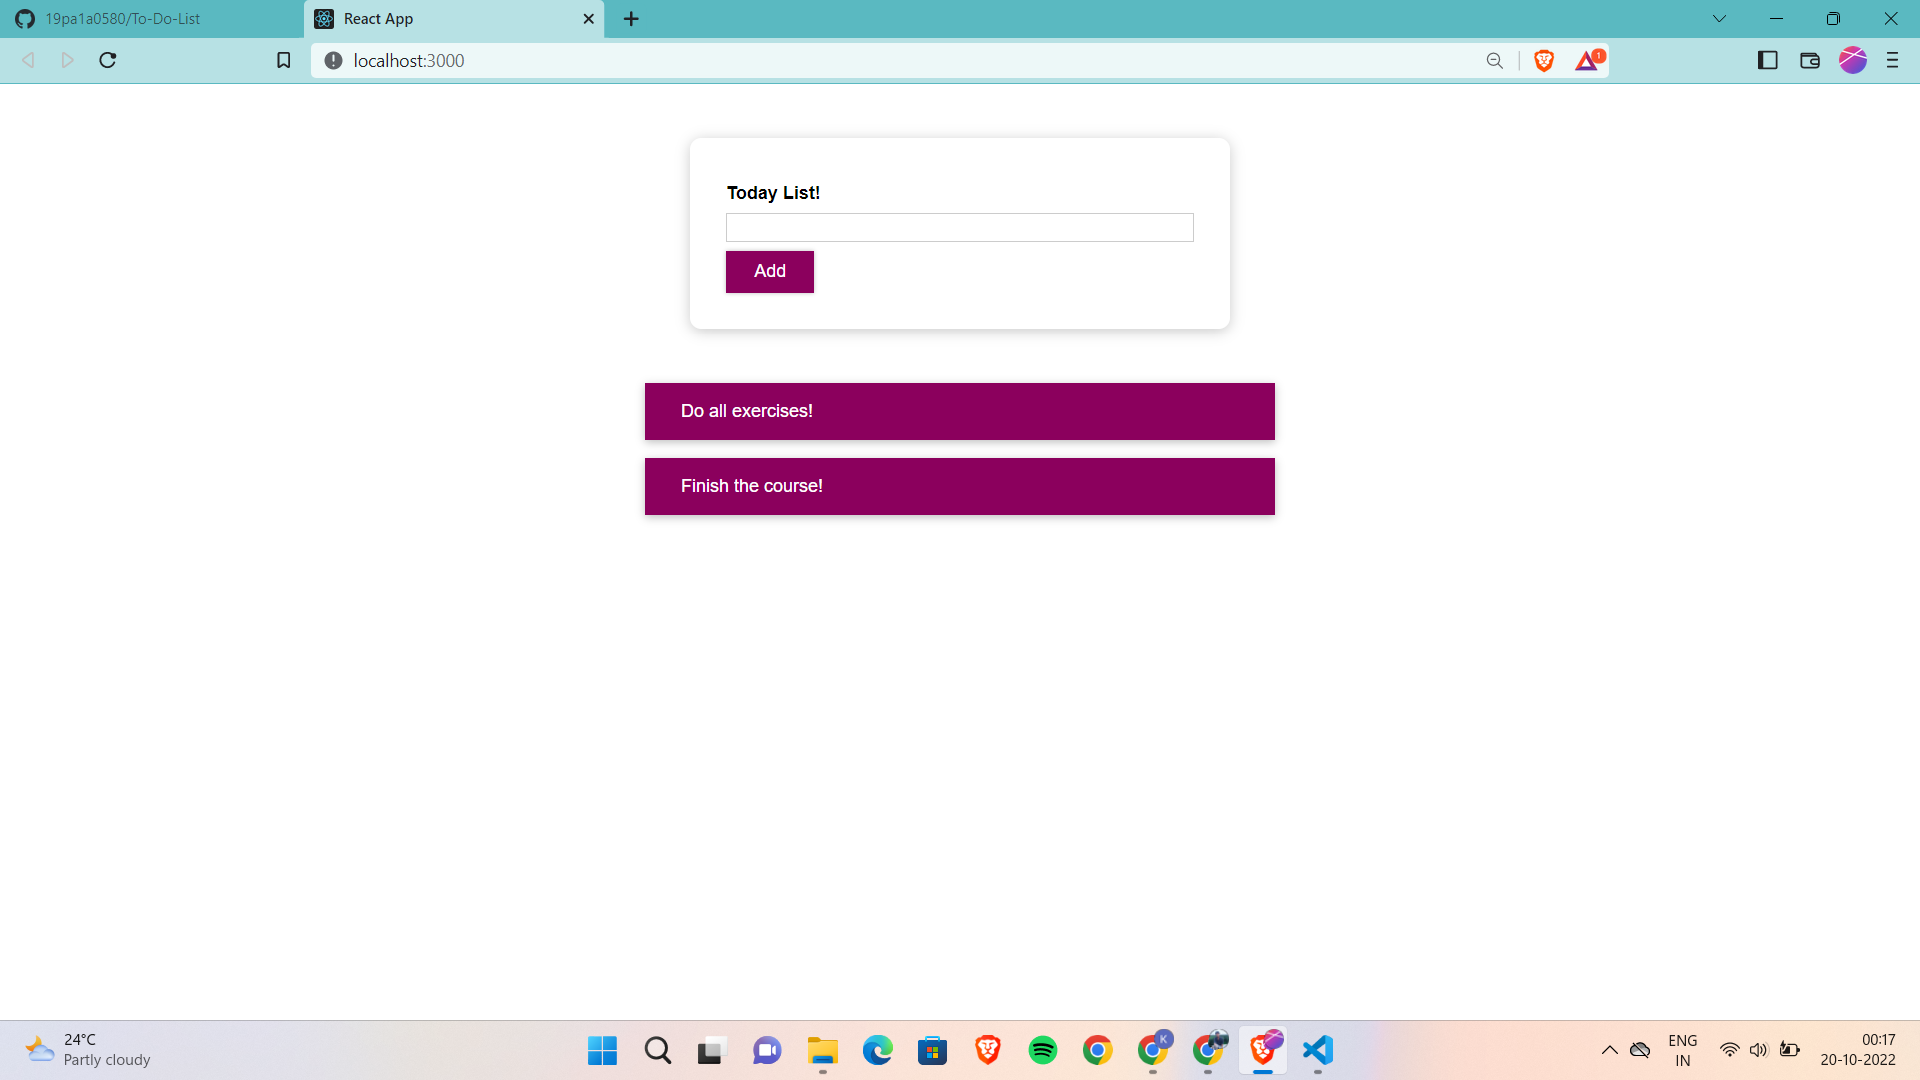 19pa1a0580/To-Do-List
React App
localhost:3000
1
Today List!
Add
Do all exercises!
Finish the course!
24°C
Partly cloudy
K
ENG
IN
00:17
20-10-2022